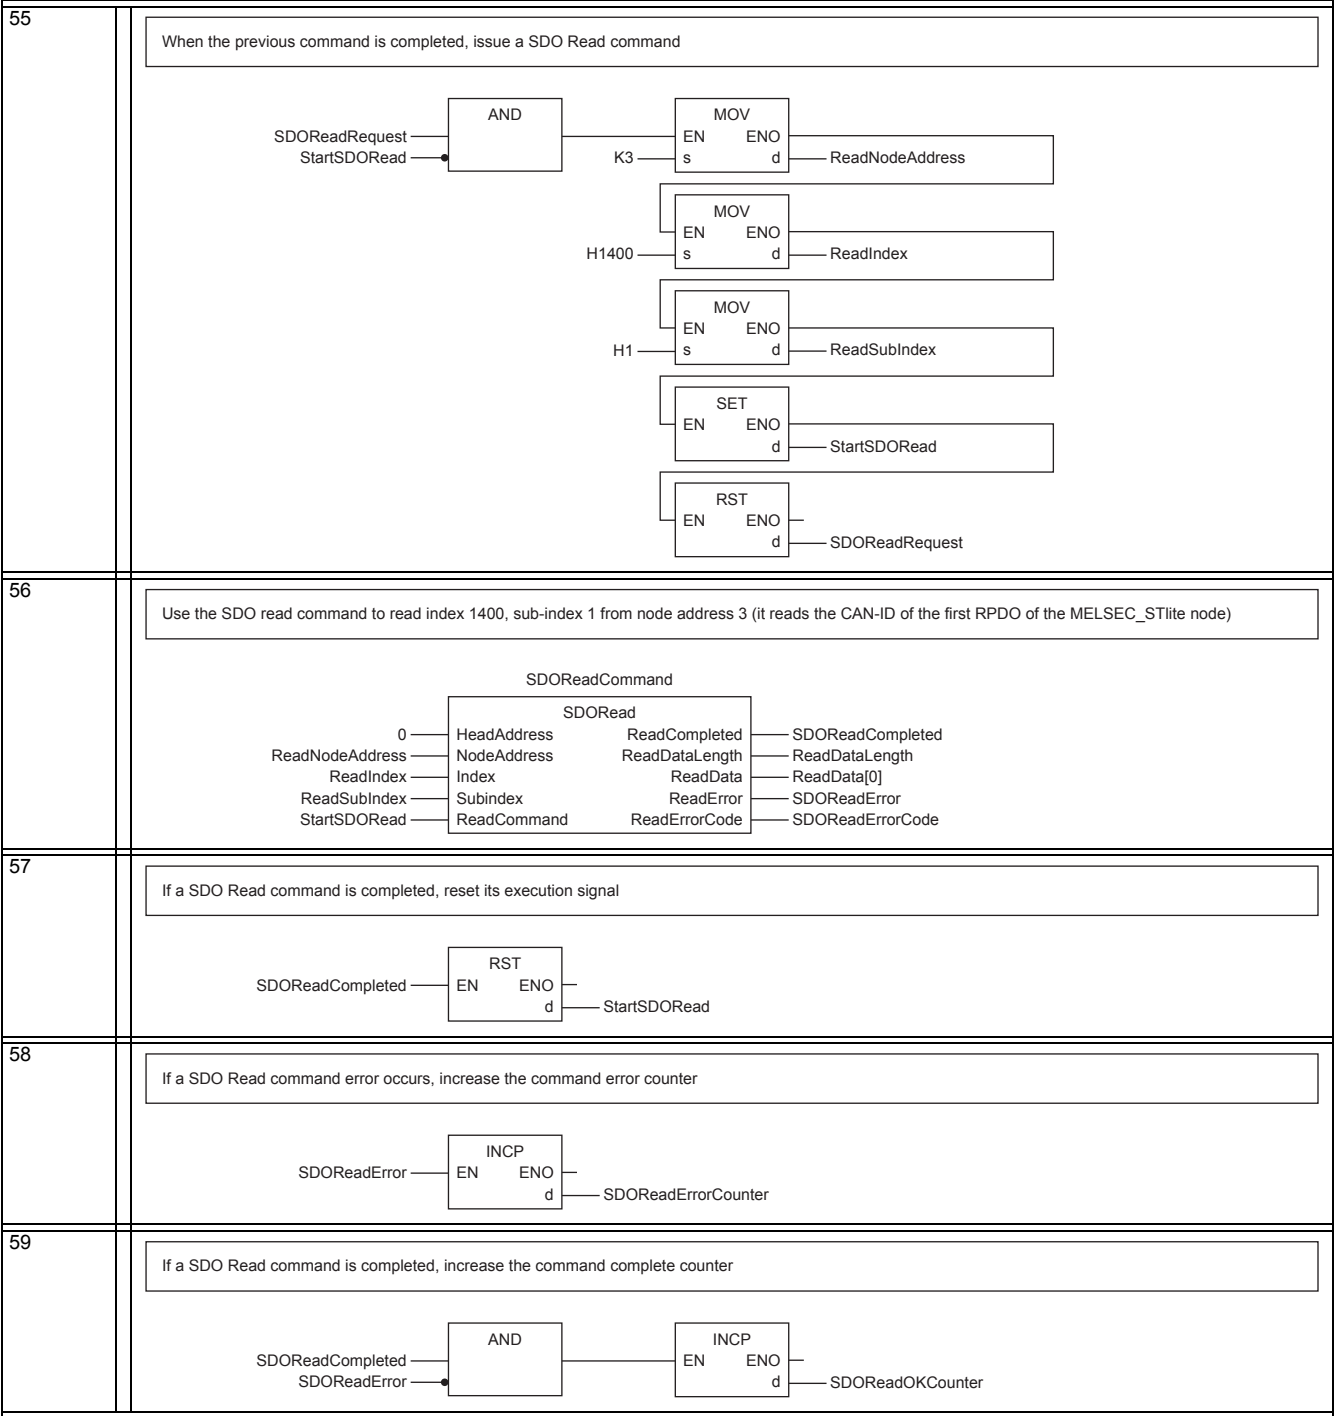 55
When the previous command is completed, issue a SDO Read command
AND
MOV
SDOReadRequest
EN ENO
StartSDORead
K3 s d ReadNodeAddress
MOV
EN ENO
H1400 s d ReadIndex
MOV
EN ENO
H1 s d ReadSubIndex
SET
EN ENO
d StartSDORead
RST
EN ENO
d SDOReadRequest
56
Use the SDO read command to read index 1400, sub-index 1 from node address 3 (it reads the CAN-ID of the first RPDO of the MELSEC_STlite node)
SDOReadCommand
SDORead
0 HeadAddress ReadCompleted SDOReadCompleted
ReadNodeAddress NodeAddress ReadDataLength ReadDataLength
ReadIndex Index ReadData ReadData[0]
ReadSubIndex Subindex ReadError SDOReadError
StartSDORead ReadCommand ReadErrorCode SDOReadErrorCode
57
If a SDO Read command is completed, reset its execution signal
RST
SDOReadCompleted EN ENO
d StartSDORead
58
If a SDO Read command error occurs, increase the command error counter
INCP
SDOReadError EN ENO
d SDOReadErrorCounter
59
If a SDO Read command is completed, increase the command complete counter
AND INCP
SDOReadCompleted EN ENO
SDOReadError d SDOReadOKCounter